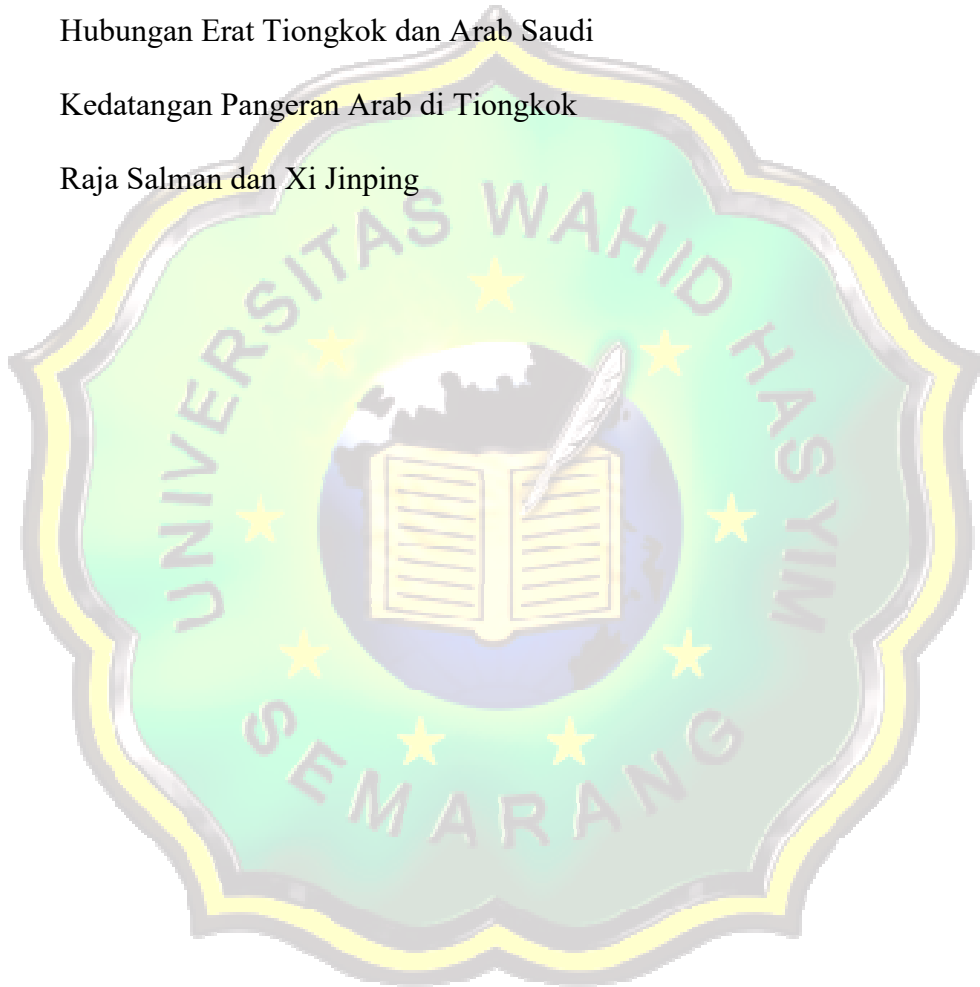 Hubungan Erat Tiongkok dan Arab Saudi
Kedatangan Pangeran Arab di Tiongkok
Raja Salman dan Xi Jinping
UNIVERSITAS WAHID HASYIM
SEMARANG